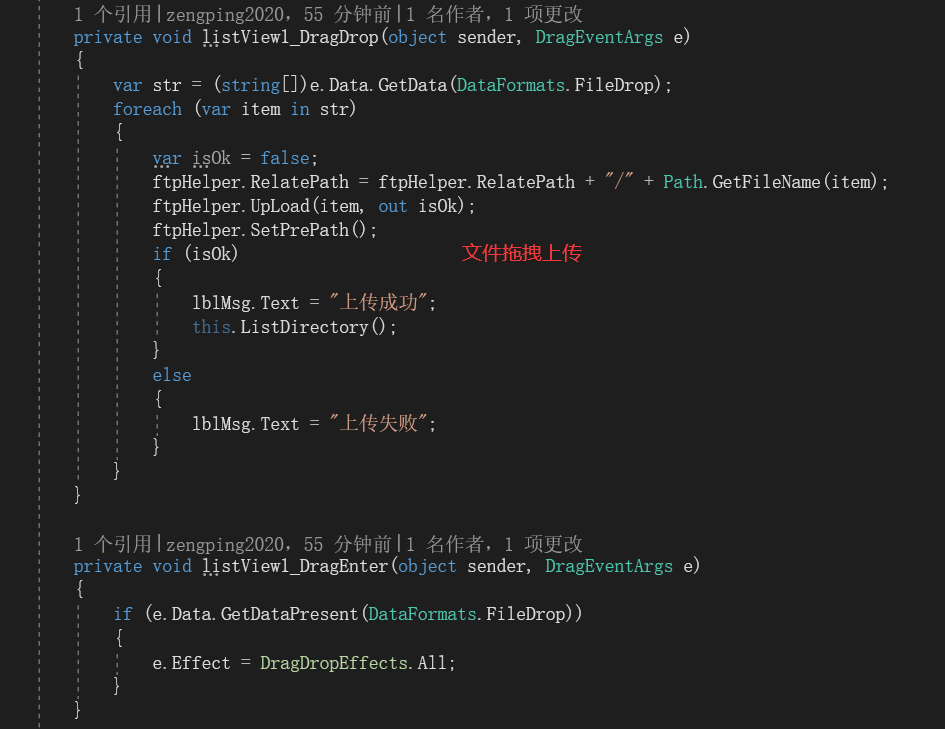 1 个引用|zengping2020，55 分钟前|1 名作者，1 项更改
private void listView1_DragDrop(object sender, DragEventArgs e)
{
var str = (string[])e.Data.GetData(DataFormats.FileDrop);
foreach (var item in str)
{
var isOk = false;
ftpHelper.RelatePath = ftpHelper.RelatePath + "/" + Path.GetFileName(item);
ftpHelper.UpLoad(item, out isOk);
ftpHelper.SetPrePath();
if (isOk)
文件拖拽上传
{
lblMsg.Text = "上传成功";
this.ListDirectory();
}
else
{
lblMsg.Text = "上传失败";
}
}
}
1 个引用|zengping2020，55 分钟前|1 名作者，1 项更改
private void listView1_DragEnter(object sender, DragEventArgs e)
{
if (e.Data.GetDataPresent(DataFormats.FileDrop))
{
e.Effect = DragDropEffects.All;
}
}